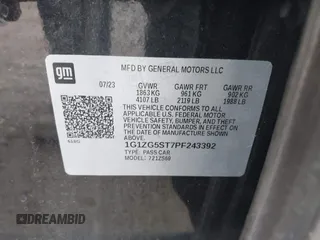 gm
MFD BY GENERAL MOTORS LLC
07/23 GVWR GAWR FRT GAWR RR
1863 KG 961 KG 902 KG
4107 LB 2119 LB 1988 LB
THIS VEHICLE CONFORMS TO ALL APPLICABLE
U.S. FEDERAL MOTOR VEHICLE SAFETY,
BUMPER, AND THEFT PREVENTION STANDARDS
IN EFFECT ON THE DATE OF MANUFACTURE
SHOWN ABOVE.
1G1ZG5ST7PF243392
TYPE: PASS CAR
DREAMBID